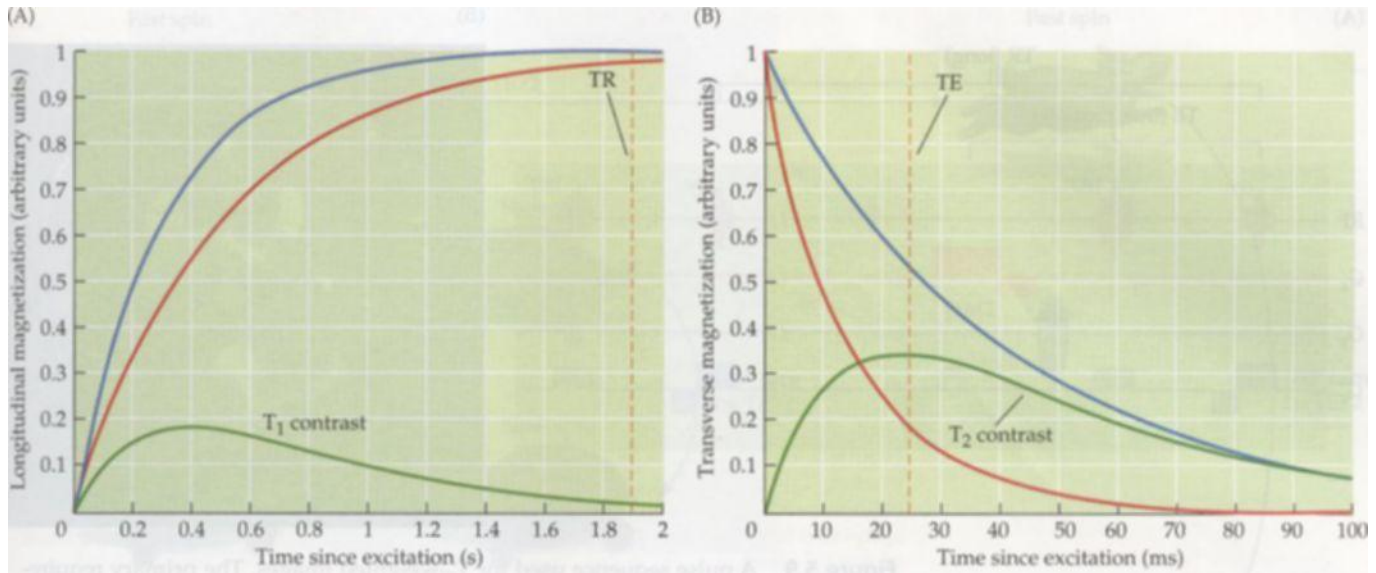 (A)
1
0.9
0.8
0.7
0.6
0.5
0.4
0.3
0.2
0.1
0
Longitudinal magnetization (arbitrary units)
TR
T1 contrast
0.2 0.4 0.6 0.8 1 1.2 1.4 1.6 1.8 2
Time since excitation (s)
(B)
1
0.9
0.8
0.7
0.6
0.5
0.4
0.3
0.2
0.1
0
Transverse magnetization (arbitrary units)
TE
T2 contrast
10 20 30 40 50 60 70 80 90 100
Time since excitation (ms)